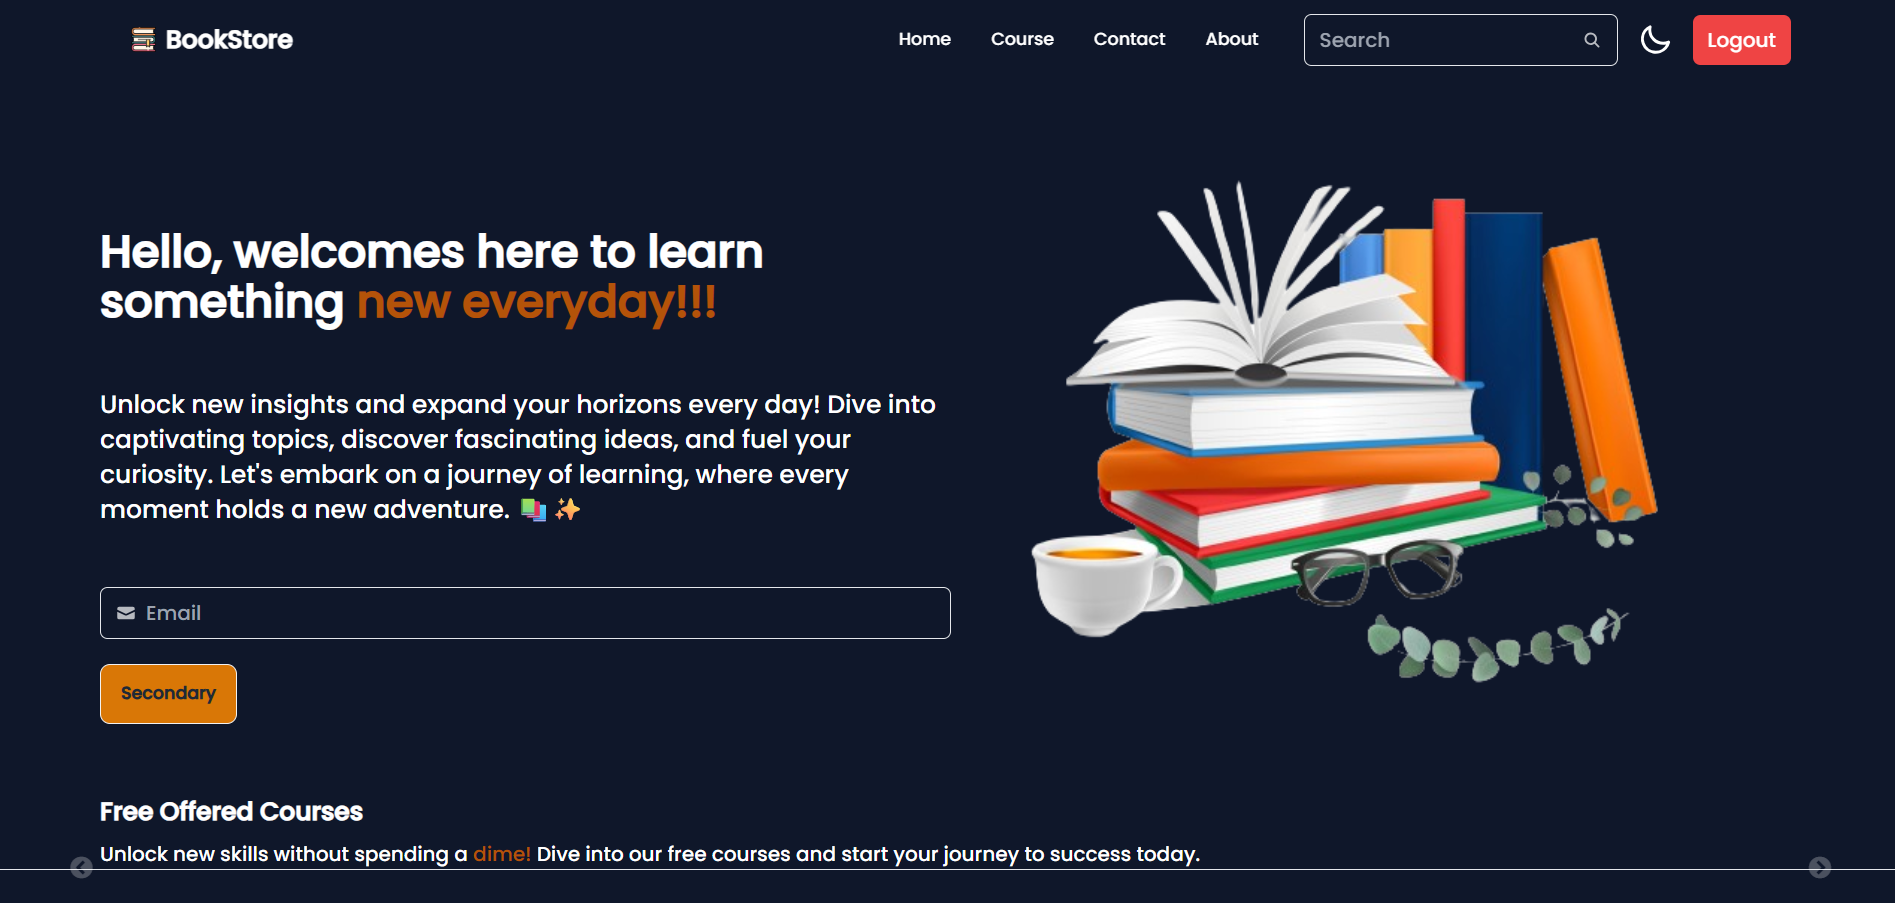 BookStore
Home
Course
Contact
About
Search
Logout
Hello, welcomes here to learn
something new everyday!!!
Unlock new insights and expand your horizons every day! Dive into
captivating topics, discover fascinating ideas, and fuel your
curiosity. Let's embark on a journey of learning, where every
moment holds a new adventure. 📚 ✨
Email
Secondary
Free Offered Courses
Unlock new skills without spending a dime! Dive into our free courses and start your journey to success today.